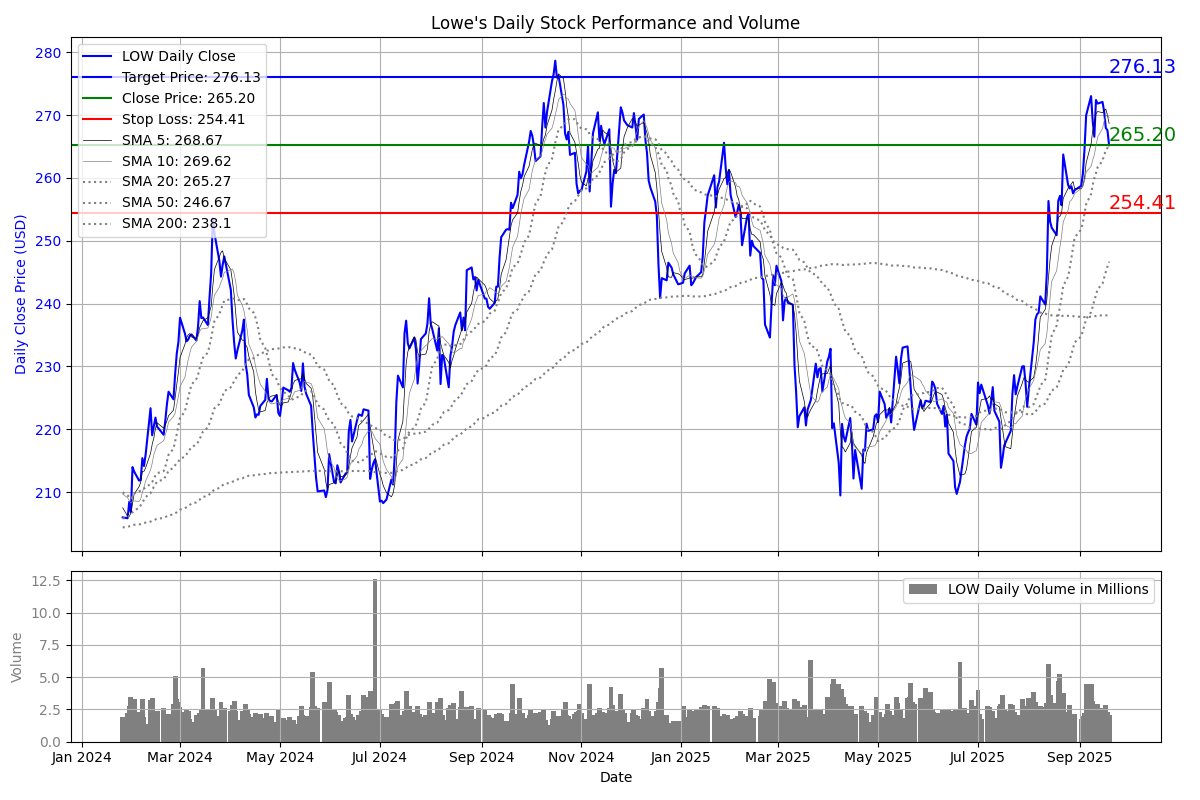 Lowe's Daily Stock Performance and Volume
LOW Daily Close
Target Price: 276.13
Close Price: 265.20
Stop Loss: 254.41
SMA 5: 268.67
SMA 10: 269.62
SMA 20: 265.27
SMA 50: 246.67
SMA 200: 238.1
276.13
265.20
254.41
Daily Close Price (USD)
280
270
260
250
240
230
220
210
LOW Daily Volume in Millions
Volume
12.5
10.0
7.5
5.0
2.5
0.0
Jan 2024 Mar 2024 May 2024 Jul 2024 Sep 2024 Nov 2024 Jan 2025 Mar 2025 May 2025 Jul 2025 Sep 2025
Date